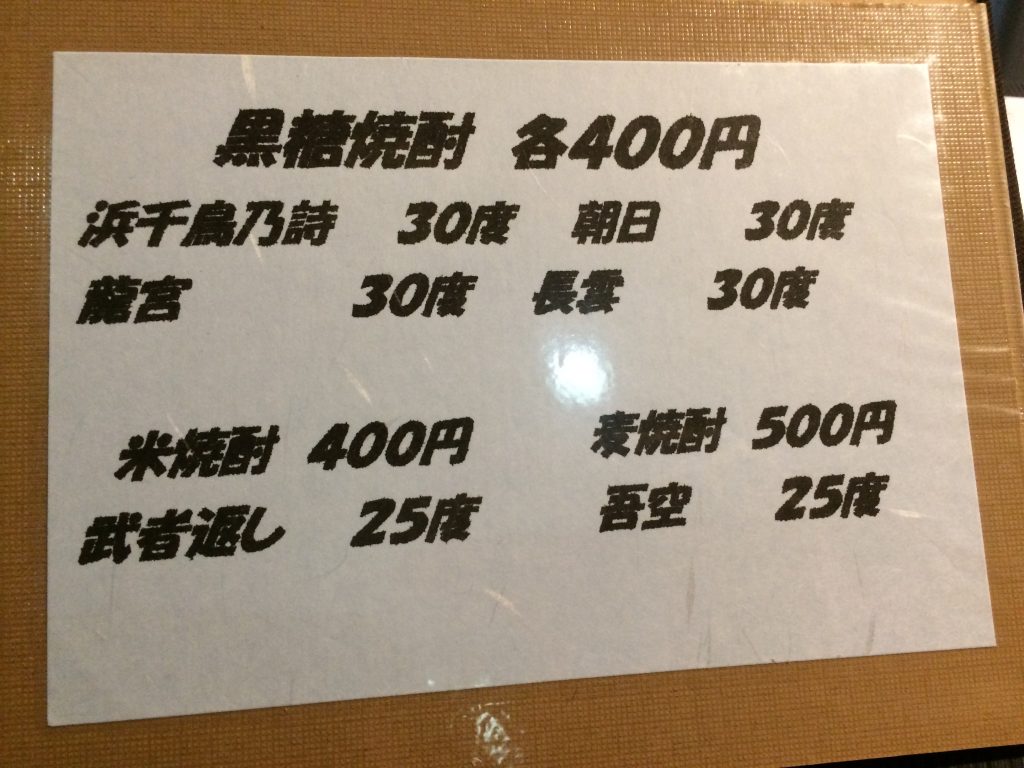 黒糖焼酎 各400円
浜千鳥乃詩 30度 朝日 30度
龍宮 30度 長雲 30度
米焼酎 400円 麦焼酎 500円
武者返し 25度 吾空 25度